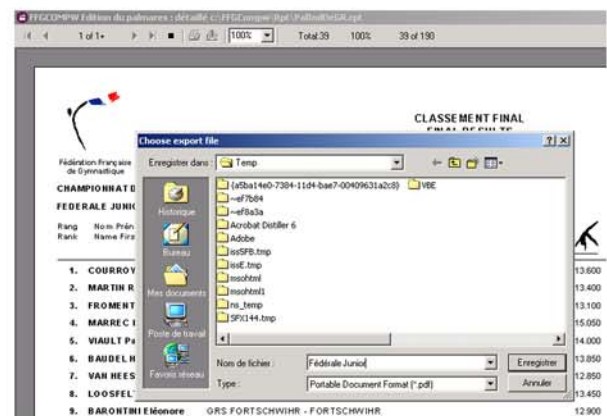 FFGCOMPW Edition du palmares : détaillé c:\FFGCompw\Rpt\PalIndDetGR.rpt
1 of 1+ 100% Total:39 100% 39 of 190
CLASSEMENT FINAL
FINAL RESULTS
Fédération Française
de Gymnastique
CHAMPIONNAT D
FEDERALE JUNIO
Rang Nom Prén
Rank Name Firs
Choose export file
Enregistrer dans : Temp
Historique
Bureau
Mes documents
Poste de travail
Favoris réseau
{a5ba14e0-7384-11d4-bae7-00409631a2c8} VBE
~ef7b84
~ef8a3a
Acrobat Distiller 6
Adobe
issSFB.tmp
issE.tmp
msohtml
msohtml1
ns_temp
SFX144.tmp
Nom de fichier : Fédérale Junior Enregistrer
Type : Portable Document Format (*.pdf) Annuler
1. COURROY 13.600
2. MARTIN R 13.400
3. FROMENT 13.100
4. MARREC 15.050
5. VIAULT Pa 14.000
6. BAUDEL H 13.850
7. VAN HEES 12.850
8. LOOSFEL 13.450
9. BARONTINI Eléonore GRS FORTSCHWIHR - FORTSCHWIHR 12.900